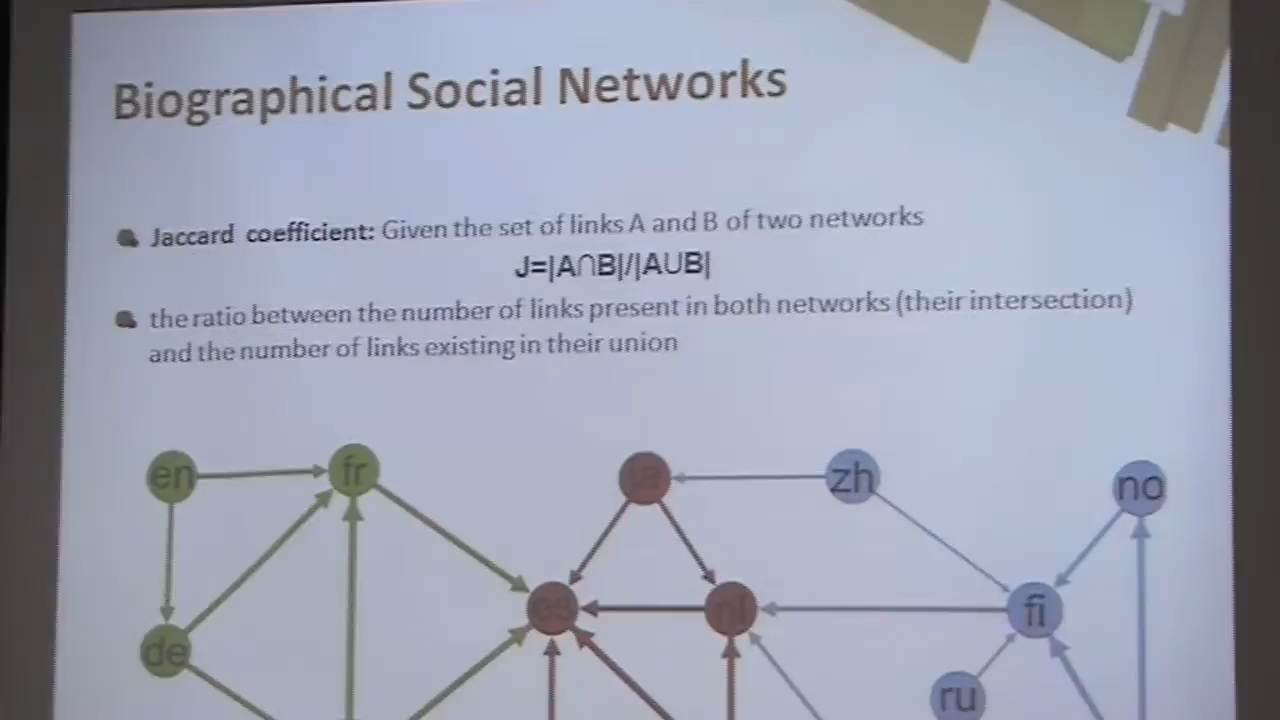 Biographical Social Networks
Jaccard coefficient: Given the set of links A and B of two networks
J=|A∩B|/|A∪B|
the ratio between the number of links present in both networks (their intersection)
and the number of links existing in their union
en
fr
zh
no
es
nl
fi
de
ru